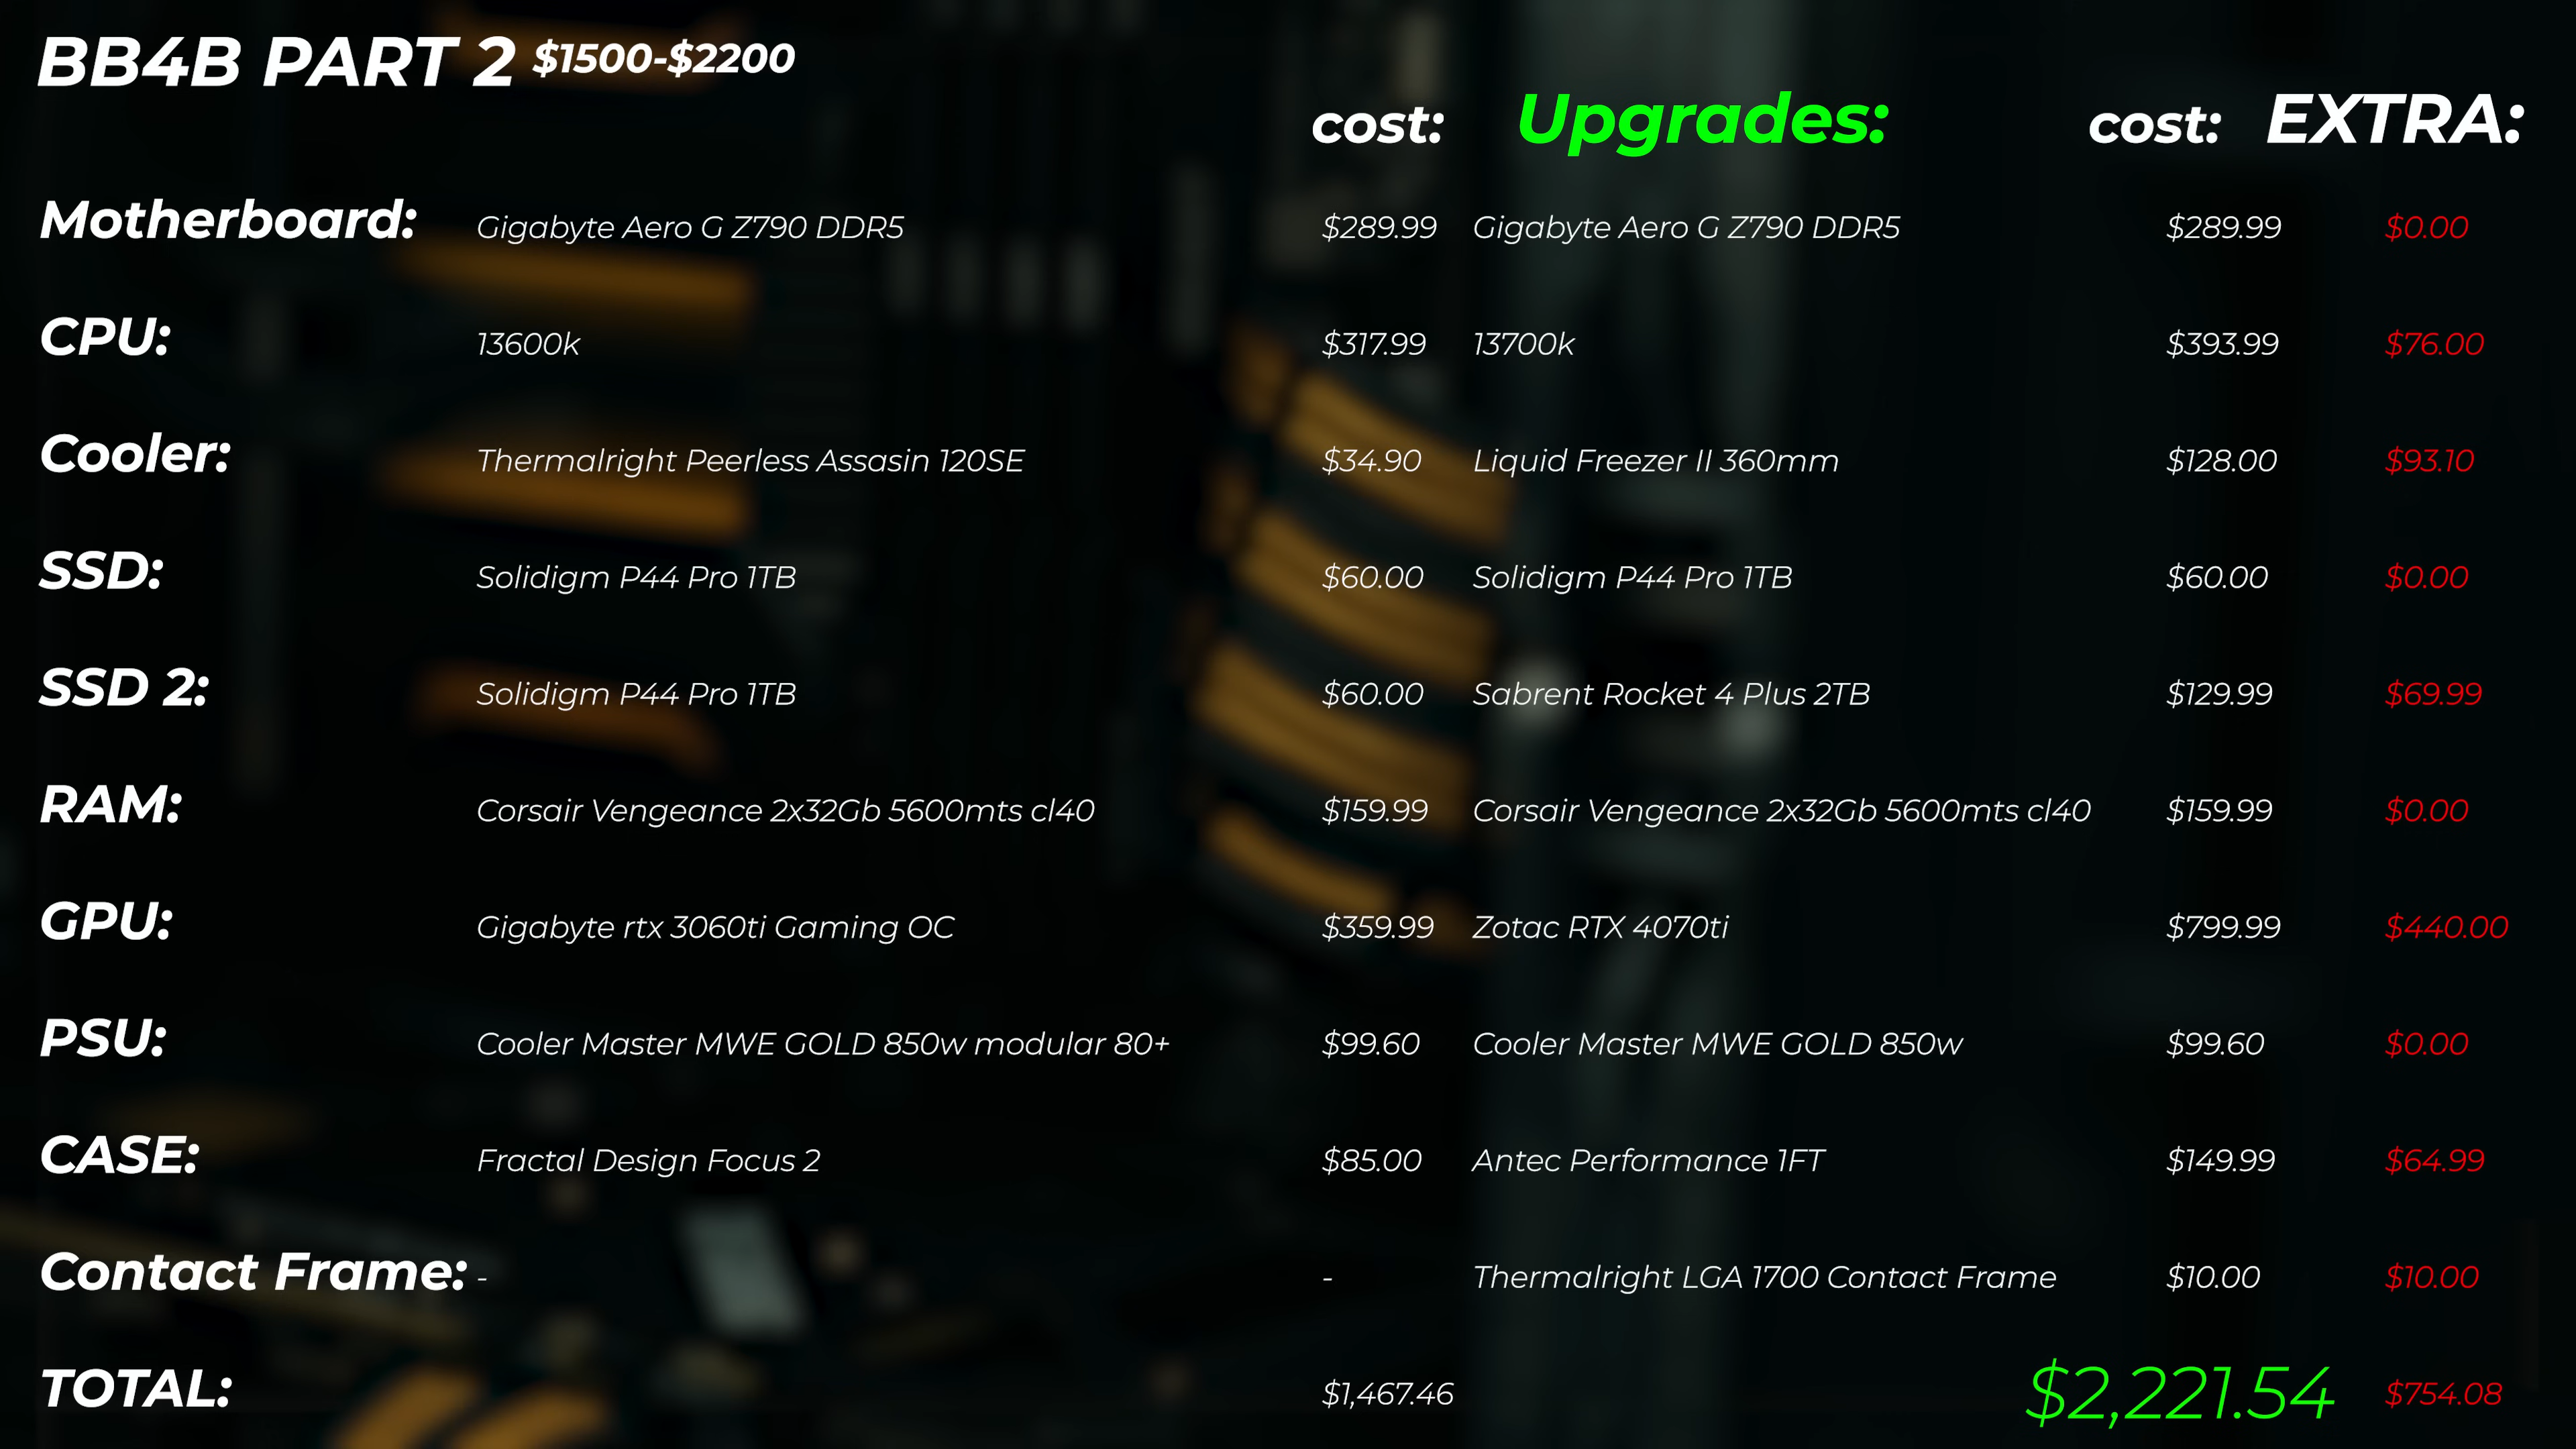 BB4B PART 2 $1500-$2200
cost: Upgrades: cost: EXTRA:
Motherboard: Gigabyte Aero G Z790 DDR5 $289.99 Gigabyte Aero G Z790 DDR5 $289.99 $0.00
CPU: 13600k $317.99 13700k $393.99 $76.00
Cooler: Thermalright Peerless Assasin 120SE $34.90 Liquid Freezer II 360mm $128.00 $93.10
SSD: Solidigm P44 Pro 1TB $60.00 Solidigm P44 Pro 1TB $60.00 $0.00
SSD 2: Solidigm P44 Pro 1TB $60.00 Sabrent Rocket 4 Plus 2TB $129.99 $69.99
RAM: Corsair Vengeance 2x32Gb 5600mts cl40 $159.99 Corsair Vengeance 2x32Gb 5600mts cl40 $159.99 $0.00
GPU: Gigabyte rtx 3060ti Gaming OC $359.99 Zotac RTX 4070ti $799.99 $440.00
PSU: Cooler Master MWE GOLD 850w modular 80+ $99.60 Cooler Master MWE GOLD 850w $99.60 $0.00
CASE: Fractal Design Focus 2 $85.00 Antec Performance 1FT $149.99 $64.99
Contact Frame: - - Thermalright LGA 1700 Contact Frame $10.00 $10.00
TOTAL: $1,467.46 $2,221.54 $754.08